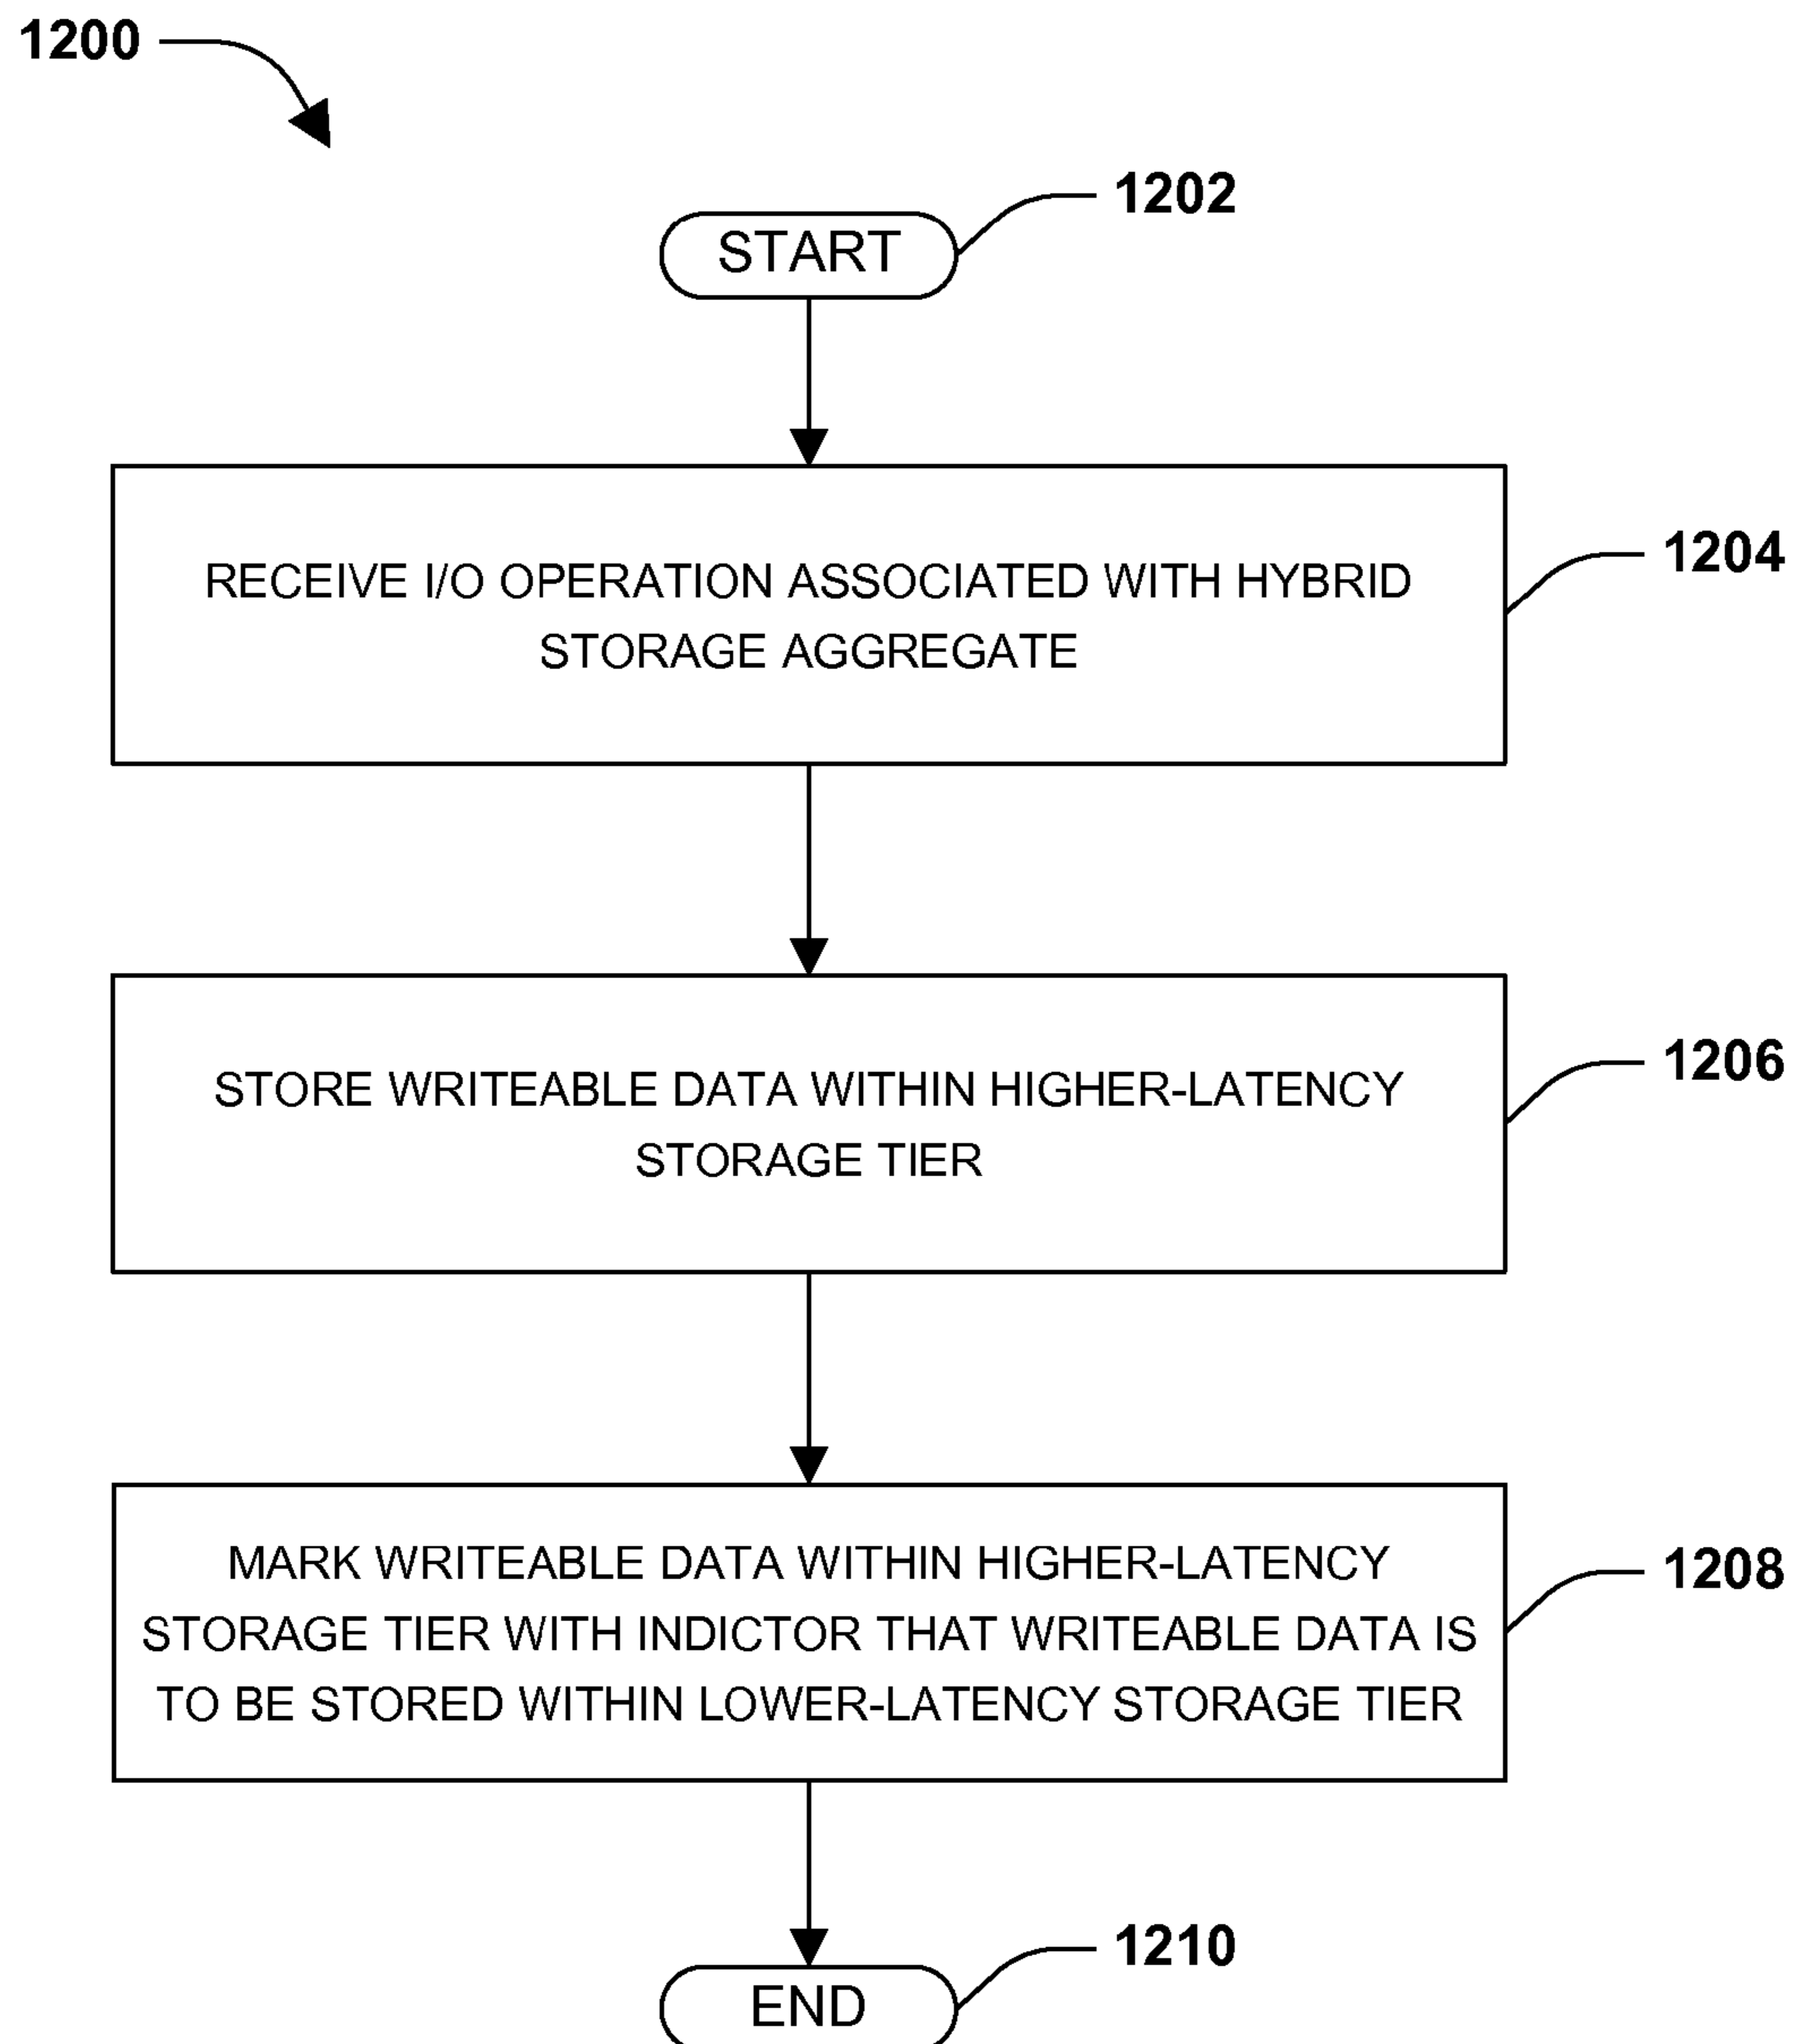 1200
1202
START
RECEIVE I/O OPERATION ASSOCIATED WITH HYBRID
STORAGE AGGREGATE
1204
STORE WRITEABLE DATA WITHIN HIGHER-LATENCY
STORAGE TIER
1206
MARK WRITEABLE DATA WITHIN HIGHER-LATENCY
STORAGE TIER WITH INDICTOR THAT WRITEABLE DATA IS
TO BE STORED WITHIN LOWER-LATENCY STORAGE TIER
1208
1210
END